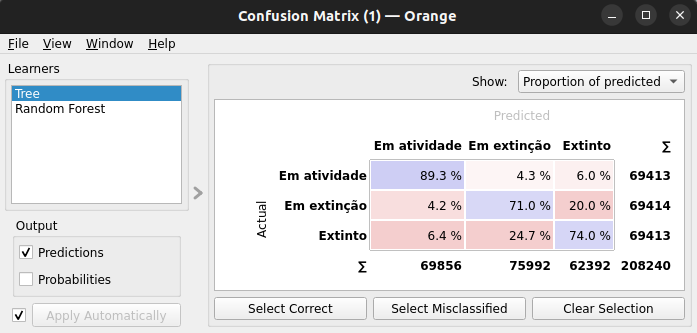 Confusion Matrix (1) — Orange
File View Window Help
Learners
Tree
Random Forest
Output
Predictions
Probabilities
Apply Automatically
Show: Proportion of predicted
Predicted
Em atividade Em extinção Extinto ∑
Actual
Em atividade 89.3 % 4.3 % 6.0 % 69413
Em extinção 4.2 % 71.0 % 20.0 % 69414
Extinto 6.4 % 24.7 % 74.0 % 69413
∑ 69856 75992 62392 208240
Select Correct Select Misclassified Clear Selection